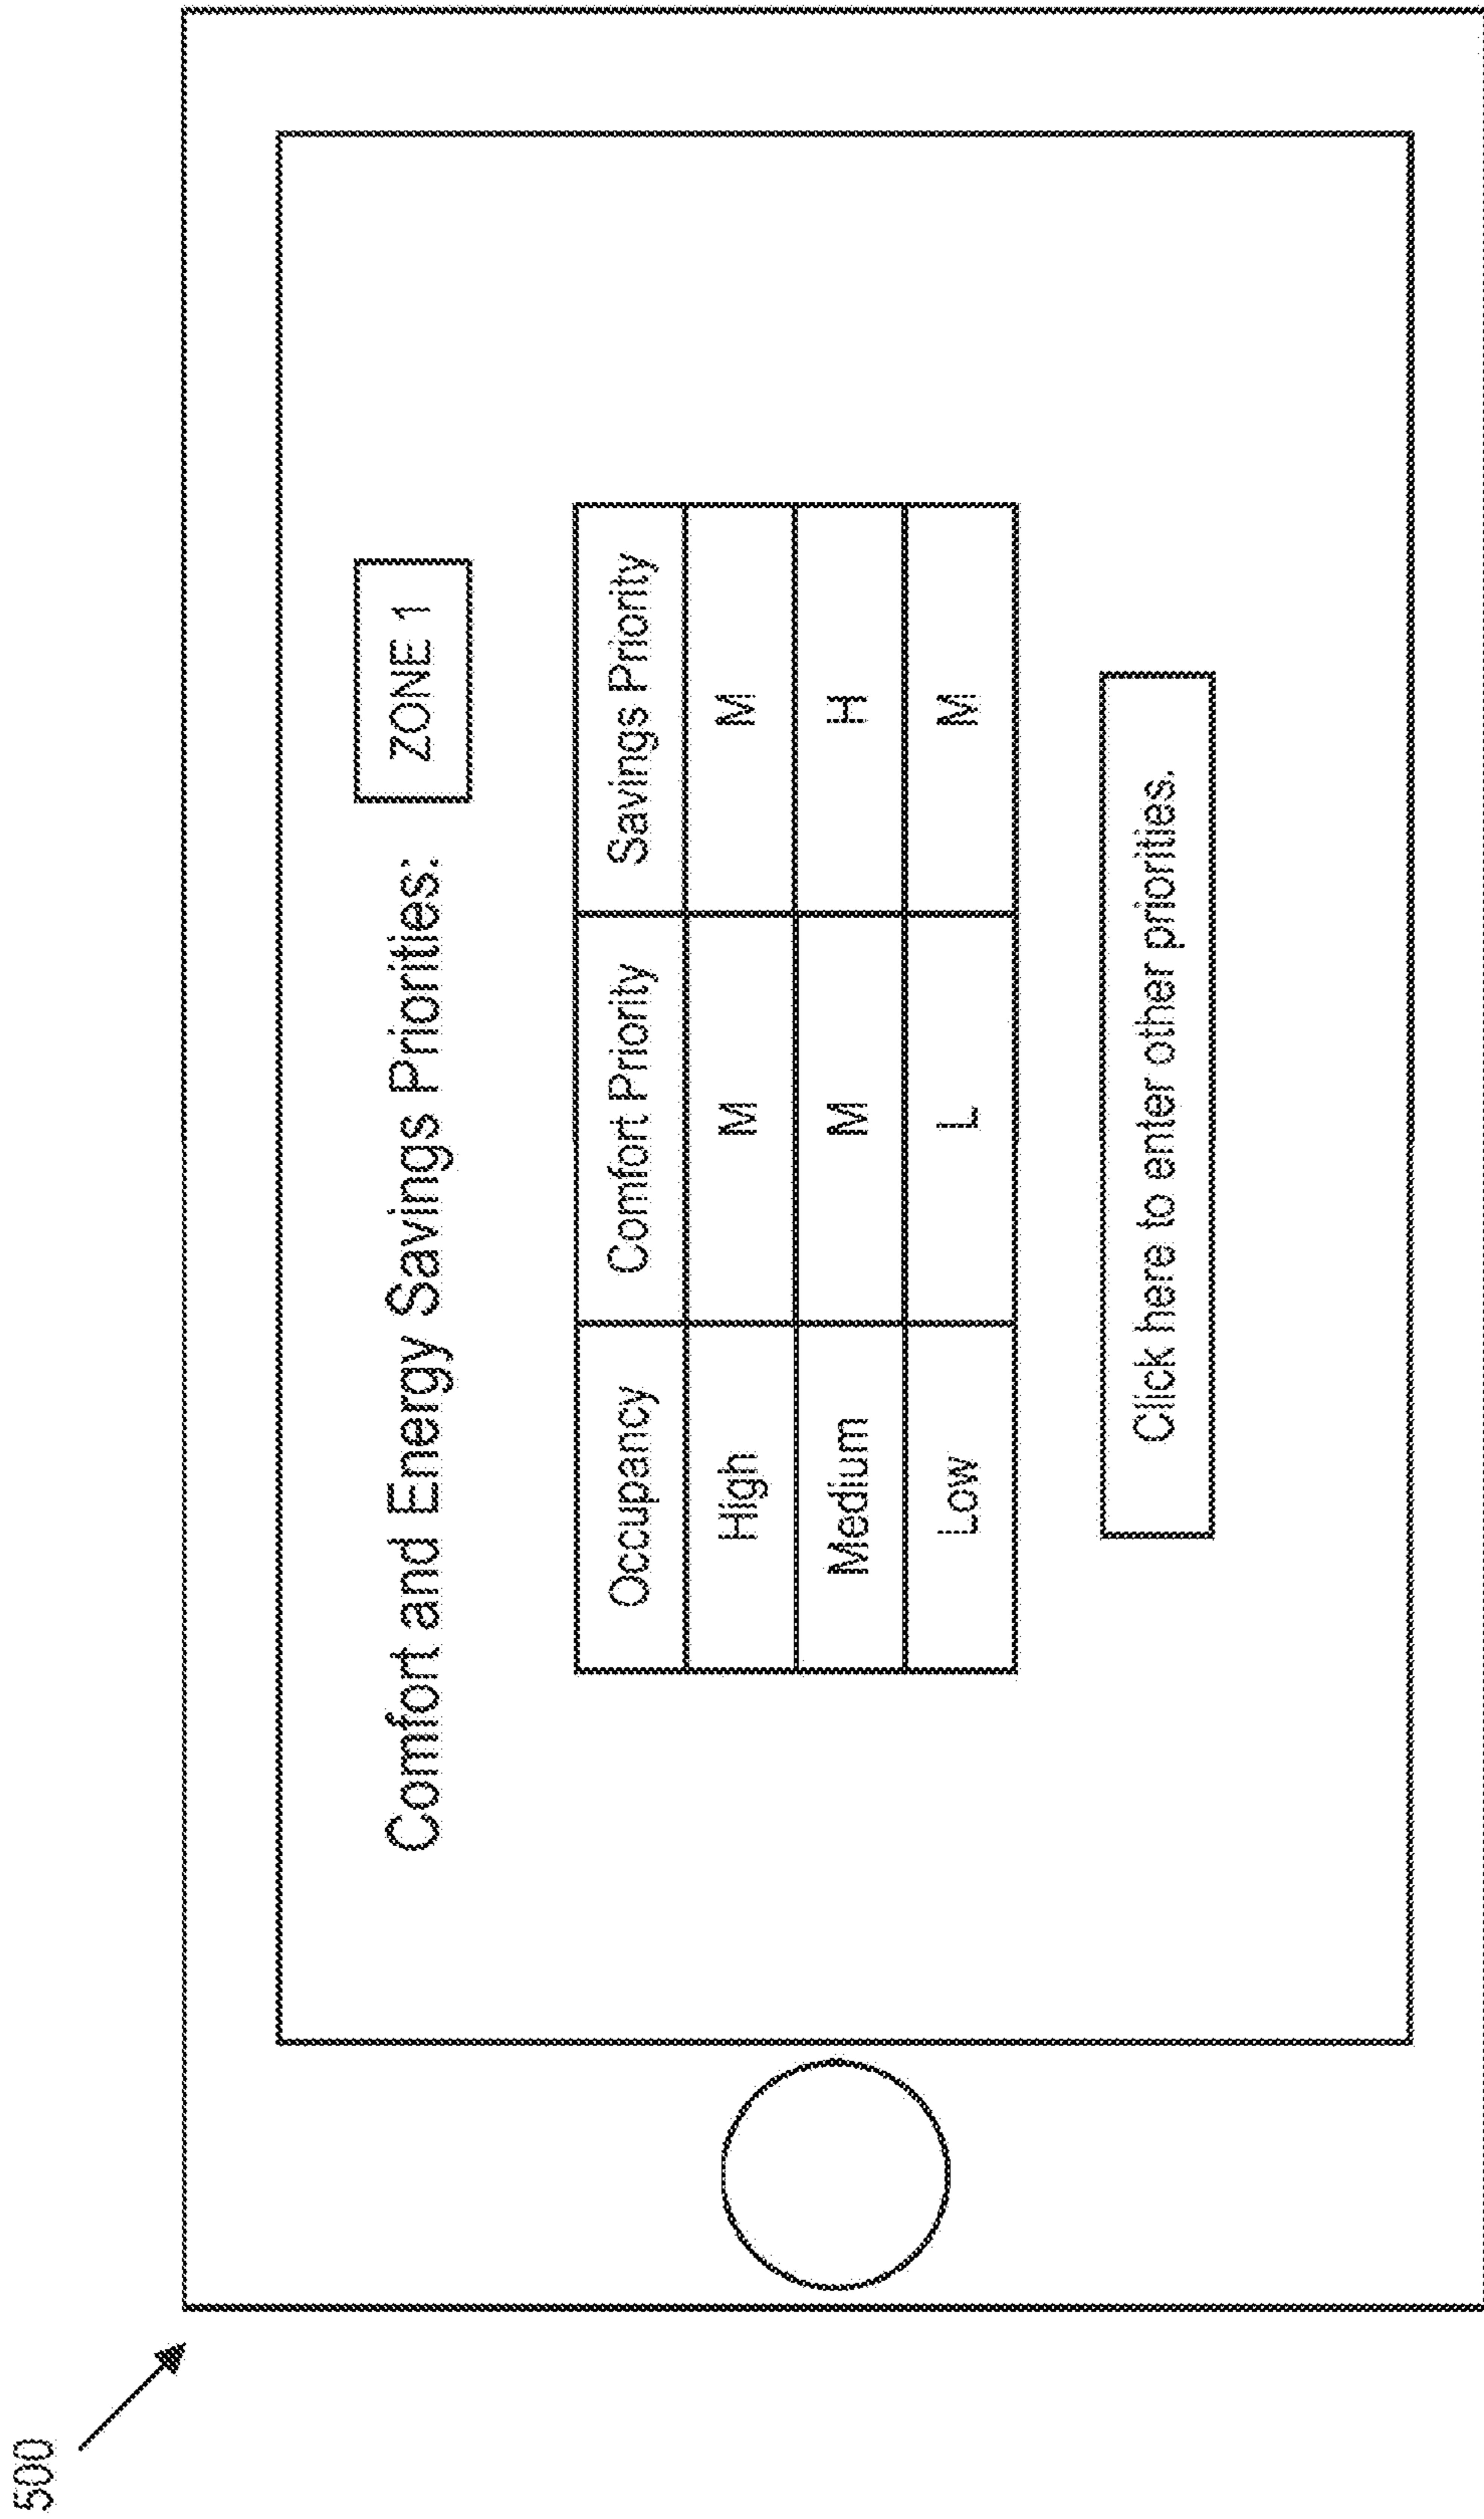 500
Comfort and Energy Savings Priorities: ZONE 1
Occupancy Comfort Priority Savings Priority
High M M
Medium M H
Low L M
Click here to enter other priorities.